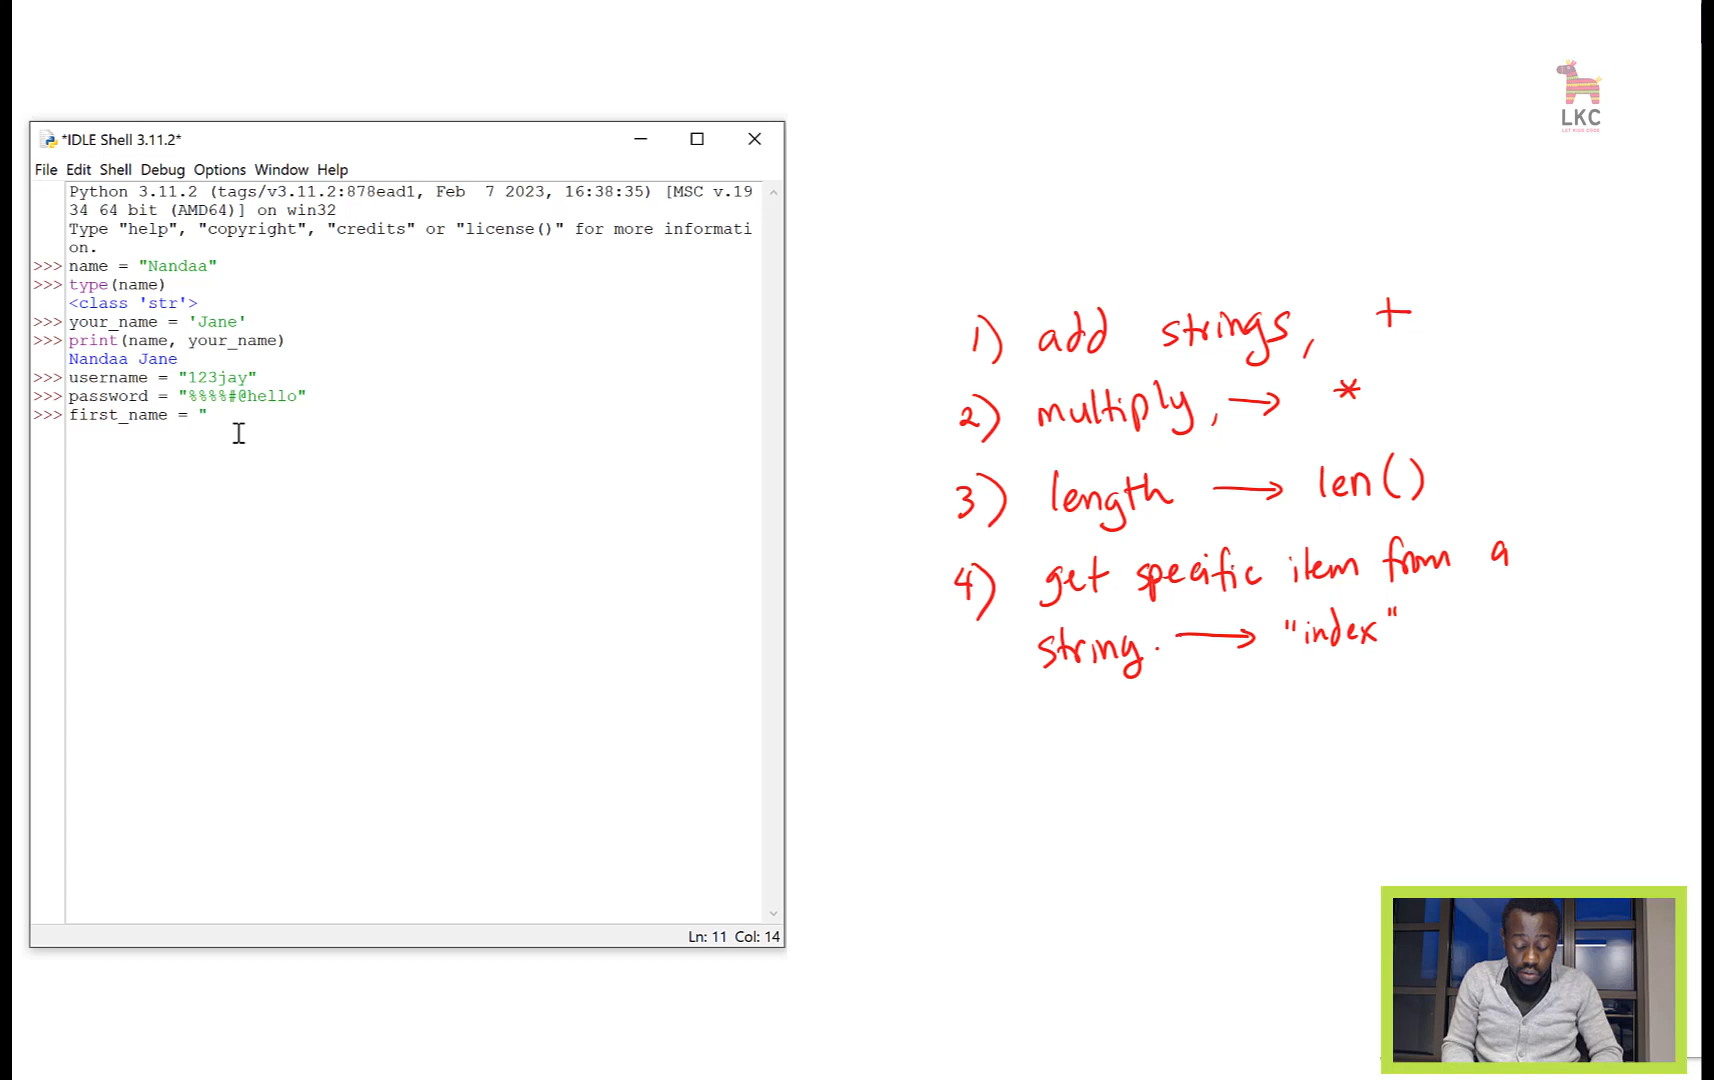 LKC
LET KIDS CODE
*IDLE Shell 3.11.2*
File Edit Shell Debug Options Window Help
Python 3.11.2 (tags/v3.11.2:878ead1, Feb  7 2023, 16:38:35) [MSC v.19
34 64 bit (AMD64)] on win32
Type "help", "copyright", "credits" or "license()" for more informati
on.
>>> name = "Nandaa"
>>> type(name)
<class 'str'>
>>> your_name = 'Jane'
>>> print(name, your_name)
Nandaa Jane
>>> username = "123jay"
>>> password = "%%%%#@hello"
>>> first_name = "
Ln: 11 Col: 14
1) add strings, +
2) multiply, → *
3) length → len()
4) get specific item from a
string. → "index"